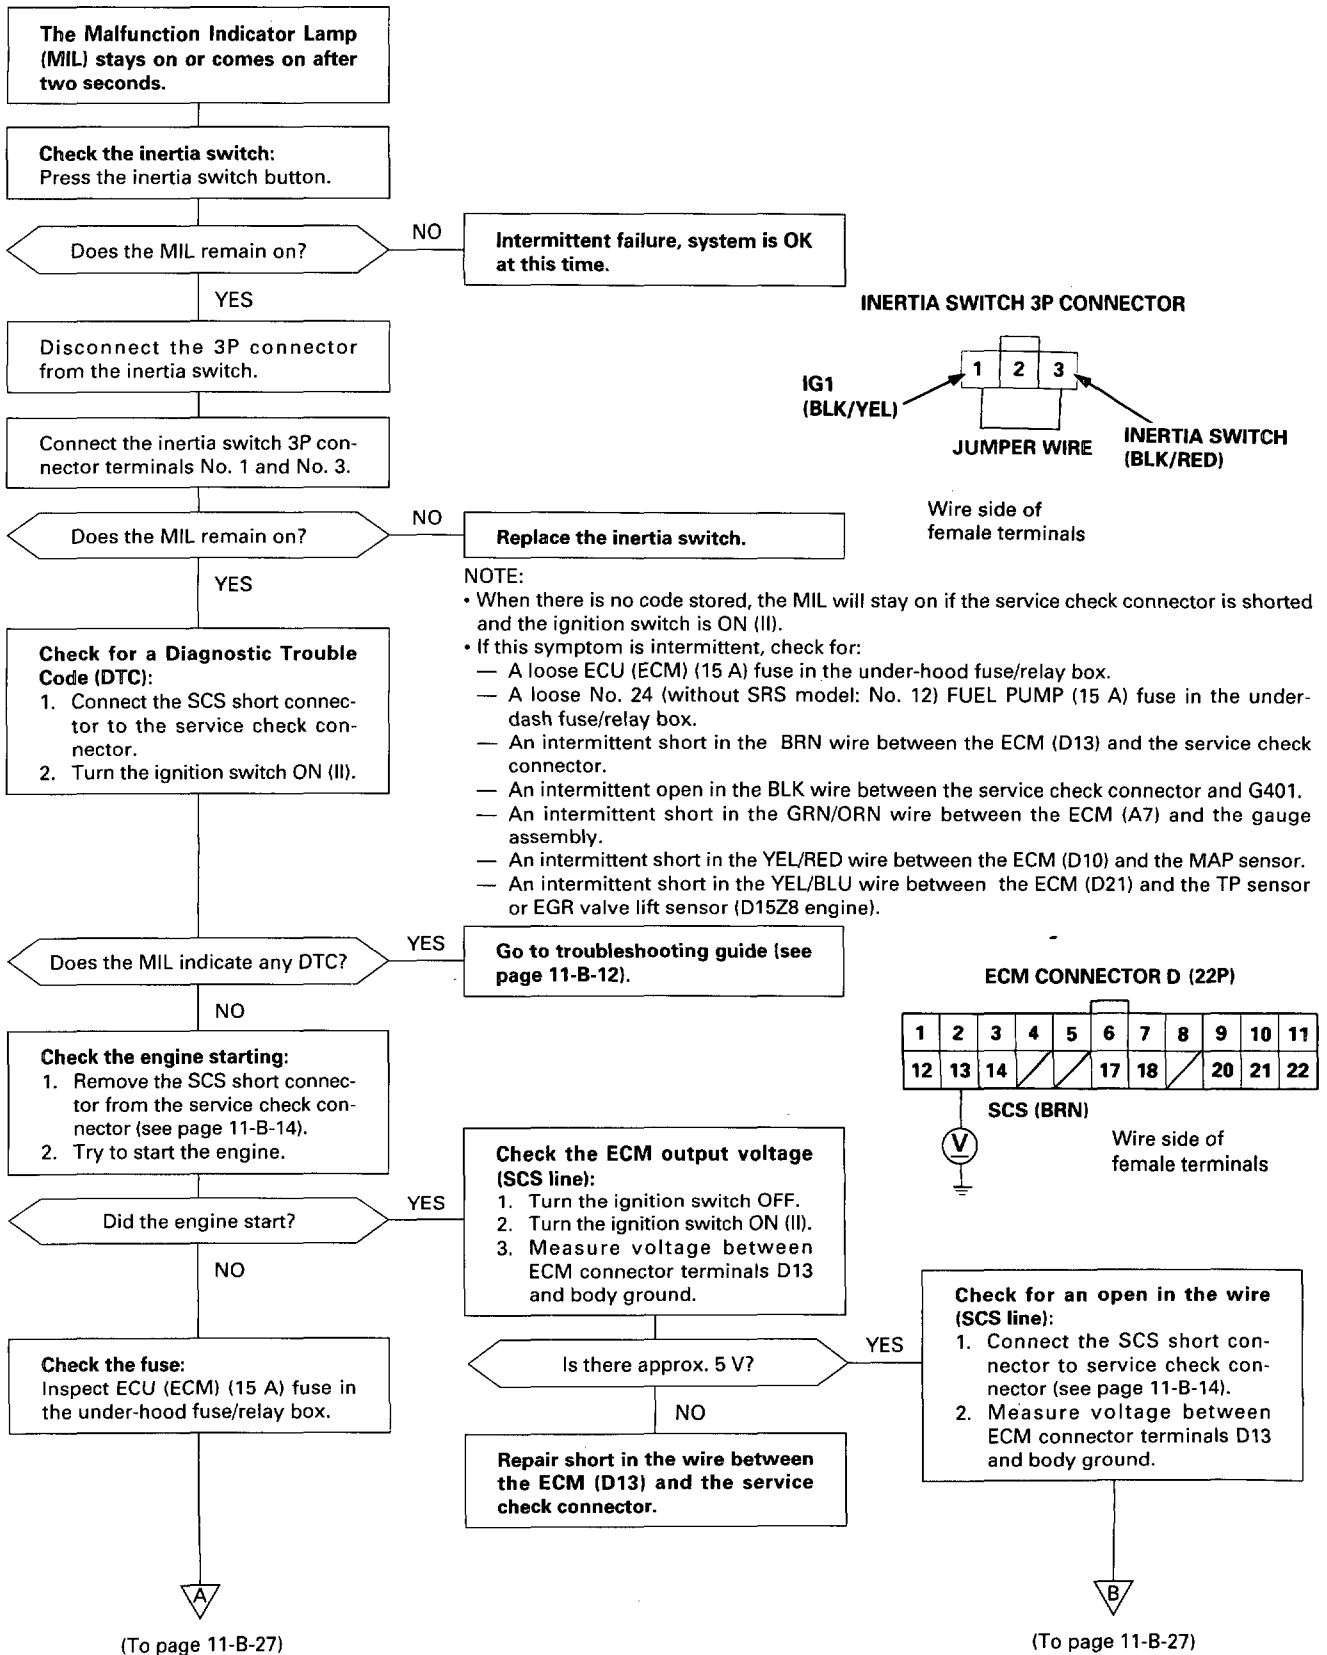 The Malfunction Indicator Lamp
(MIL) stays on or comes on after
two seconds.
Check the inertia switch:
Press the inertia switch button.
Does the MIL remain on?
NO
Intermittent failure, system is OK
at this time.
YES
Disconnect the 3P connector
from the inertia switch.
Connect the inertia switch 3P con-
nector terminals No. 1 and No. 3.
INERTIA SWITCH 3P CONNECTOR
1 2 3
IG1
(BLK/YEL)
JUMPER WIRE
INERTIA SWITCH
(BLK/RED)
Wire side of
female terminals
Does the MIL remain on?
NO
Replace the inertia switch.
YES
NOTE:
• When there is no code stored, the MIL will stay on if the service check connector is shorted
and the ignition switch is ON (II).
• If this symptom is intermittent, check for:
— A loose ECU (ECM) (15 A) fuse in the under-hood fuse/relay box.
— A loose No. 24 (without SRS model: No. 12) FUEL PUMP (15 A) fuse in the under-
dash fuse/relay box.
— An intermittent short in the BRN wire between the ECM (D13) and the service check
connector.
— An intermittent open in the BLK wire between the service check connector and G401.
— An intermittent short in the GRN/ORN wire between the ECM (A7) and the gauge
assembly.
— An intermittent short in the YEL/RED wire between the ECM (D10) and the MAP sensor.
— An intermittent short in the YEL/BLU wire between the ECM (D21) and the TP sensor
or EGR valve lift sensor (D15Z8 engine).
Check for a Diagnostic Trouble
Code (DTC):
1. Connect the SCS short connec-
tor to the service check con-
nector.
2. Turn the ignition switch ON (II).
Does the MIL indicate any DTC?
YES
Go to troubleshooting guide (see
page 11-B-12).
NO
ECM CONNECTOR D (22P)
1 2 3 4 5 6 7 8 9 10 11
12 13 14 17 18 20 21 22
SCS (BRN)
V
Wire side of
female terminals
Check the engine starting:
1. Remove the SCS short connec-
tor from the service check con-
nector (see page 11-B-14).
2. Try to start the engine.
Did the engine start?
YES
Check the ECM output voltage
(SCS line):
1. Turn the ignition switch OFF.
2. Turn the ignition switch ON (II).
3. Measure voltage between
ECM connector terminals D13
and body ground.
NO
Is there approx. 5 V?
YES
Check for an open in the wire
(SCS line):
1. Connect the SCS short con-
nector to service check con-
nector (see page 11-B-14).
2. Measure voltage between
ECM connector terminals D13
and body ground.
NO
Repair short in the wire between
the ECM (D13) and the service
check connector.
Check the fuse:
Inspect ECU (ECM) (15 A) fuse in
the under-hood fuse/relay box.
A
(To page 11-B-27)
B
(To page 11-B-27)